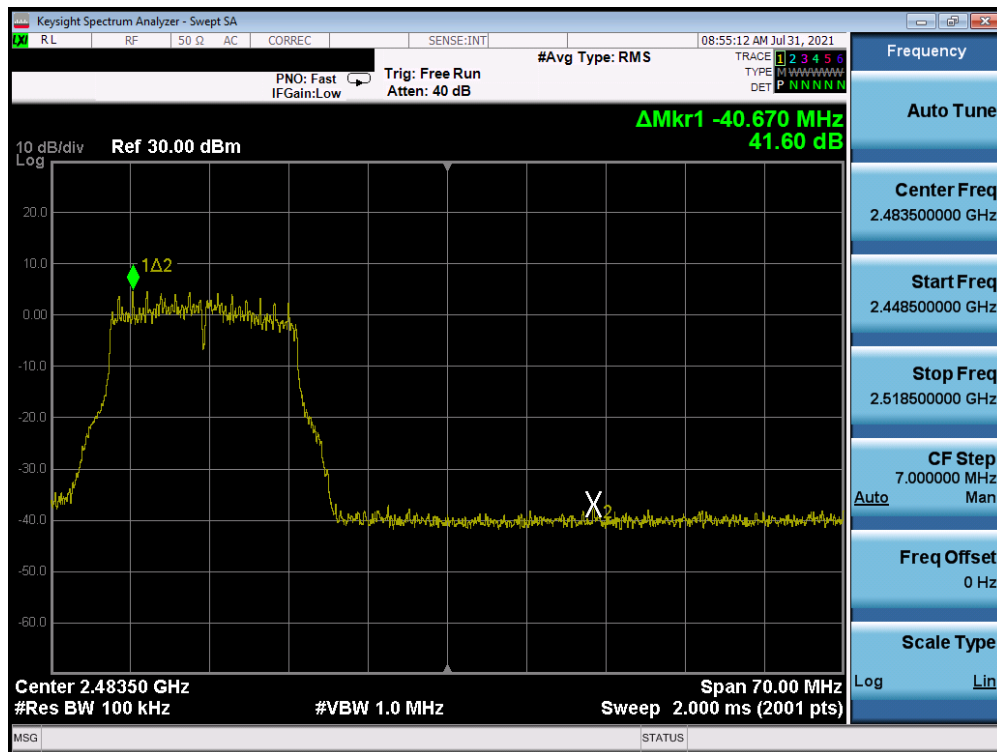 Keysight Spectrum Analyzer - Swept SA
LXI RL RF 50 Ω AC CORREC SENSE:INT 08:55:12 AM Jul 31, 2021
#Avg Type: RMS TRACE 1 2 3 4 5 6
PNO: Fast Trig: Free Run TYPE M WWWWW
IFGain:Low Atten: 40 dB DET P N N N N N
ΔMkr1 -40.670 MHz
41.60 dB
10 dB/div Ref 30.00 dBm
Log
20.0
10.0
1Δ2
0.00
-10.0
-20.0
-30.0
-40.0
X2
-50.0
-60.0
Center 2.48350 GHz Span 70.00 MHz
#Res BW 100 kHz #VBW 1.0 MHz Sweep 2.000 ms (2001 pts)
MSG STATUS
Frequency
Auto Tune
Center Freq
2.483500000 GHz
Start Freq
2.448500000 GHz
Stop Freq
2.518500000 GHz
CF Step
7.000000 MHz
Auto Man
Freq Offset
0 Hz
Scale Type
Log Lin